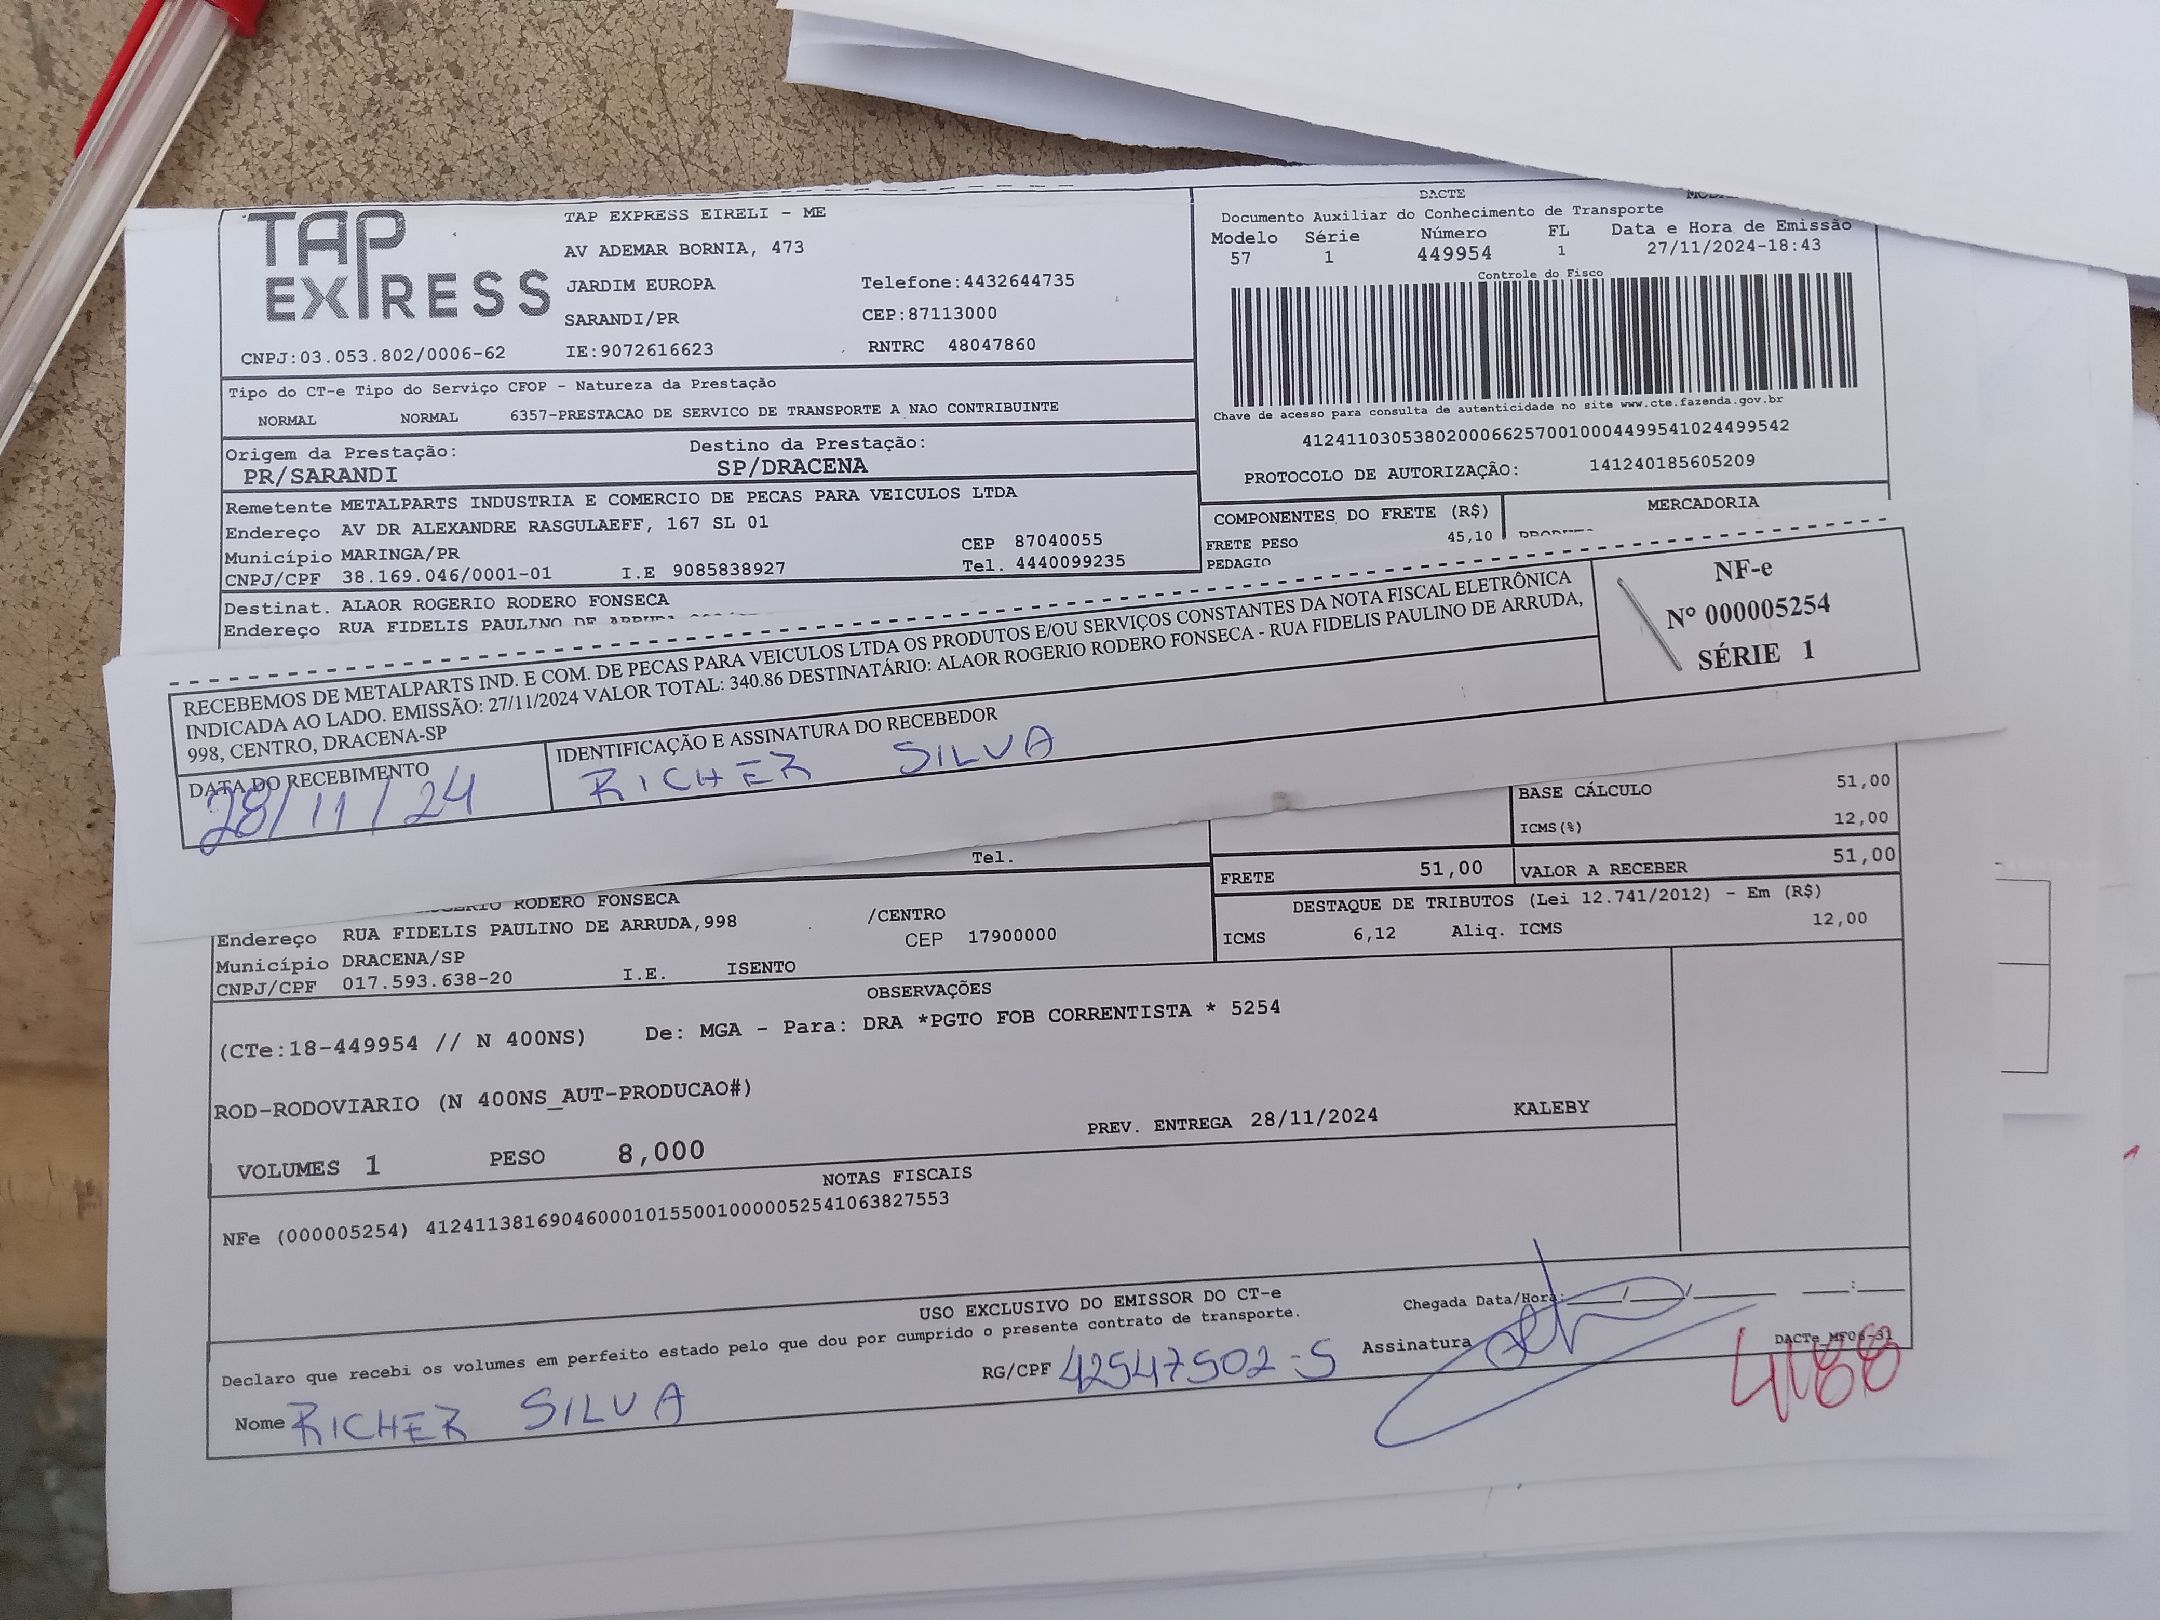 TAP EXPRESS
TAP EXPRESS EIRELI - ME
AV ADEMAR BORNIA, 473
JARDIM EUROPA Telefone:4432644735
SARANDI/PR CEP:87113000
CNPJ:03.053.802/0006-62 IE:9072616623 RNTRC 48047860
DACTE
Documento Auxiliar do Conhecimento de Transporte
Modelo Série Número FL Data e Hora de Emissão
57 1 449954 1 27/11/2024-18:43
Controle do Fisco
Chave de acesso para consulta de autenticidade no site www.cte.fazenda.gov.br
41241103053802000662570010004499541024499542
PROTOCOLO DE AUTORIZAÇÃO: 141240185605209
Tipo do CT-e Tipo do Serviço CFOP - Natureza da Prestação
NORMAL NORMAL 6357-PRESTACAO DE SERVICO DE TRANSPORTE A NAO CONTRIBUINTE
Origem da Prestação: Destino da Prestação:
PR/SARANDI SP/DRACENA
Remetente METALPARTS INDUSTRIA E COMERCIO DE PECAS PARA VEICULOS LTDA
Endereço AV DR ALEXANDRE RASGULAEFF, 167 SL 01
Município MARINGA/PR CEP 87040055
CNPJ/CPF 38.169.046/0001-01 I.E 9085838927 Tel. 4440099235
COMPONENTES DO FRETE (R$) MERCADORIA
FRETE PESO 45,10
PEDAGIO
Destinat. ALAOR ROGERIO RODERO FONSECA
Endereço RUA FIDELIS PAULINO DE ARRUDA
RECEBEMOS DE METALPARTS IND. E COM. DE PECAS PARA VEICULOS LTDA OS PRODUTOS E/OU SERVIÇOS CONSTANTES DA NOTA FISCAL ELETRÔNICA
INDICADA AO LADO. EMISSÃO: 27/11/2024 VALOR TOTAL: 340.86 DESTINATÁRIO: ALAOR ROGERIO RODERO FONSECA - RUA FIDELIS PAULINO DE ARRUDA,
998, CENTRO, DRACENA-SP
DATA DO RECEBIMENTO IDENTIFICAÇÃO E ASSINATURA DO RECEBEDOR
28/11/24 RICHER SILVA
NF-e
Nº 000005254
SÉRIE 1
BASE CÁLCULO 51,00
ICMS(%) 12,00
Tel.
FRETE 51,00 VALOR A RECEBER 51,00
DESTAQUE DE TRIBUTOS (Lei 12.741/2012) - Em (R$)
ICMS 6,12 Aliq. ICMS 12,00
RODERO FONSECA
Endereço RUA FIDELIS PAULINO DE ARRUDA,998 /CENTRO
Município DRACENA/SP CEP 17900000
CNPJ/CPF 017.593.638-20 I.E. ISENTO
OBSERVAÇÕES
(CTe:18-449954 // N 400NS) De: MGA - Para: DRA *PGTO FOB CORRENTISTA * 5254
ROD-RODOVIARIO (N 400NS_AUT-PRODUCAO#)
PREV. ENTREGA 28/11/2024 KALEBY
VOLUMES 1 PESO 8,000
NOTAS FISCAIS
NFe (000005254) 41241138169046000101550010000052541063827553
USO EXCLUSIVO DO EMISSOR DO CT-e
Declaro que recebi os volumes em perfeito estado pelo que dou por cumprido o presente contrato de transporte.
Chegada Data/Hora: ____/____/______ ___:___
Nome RICHER SILVA RG/CPF 42547502-5 Assinatura
DACTe MF06-31